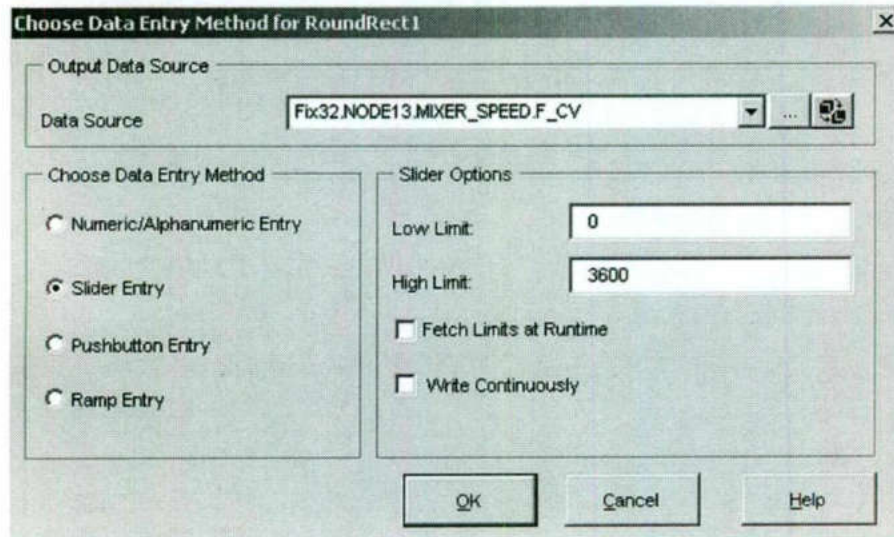 Choose Data Entry Method for RoundRect1
Output Data Source
Data Source
Fix32.NODE13.MIXER_SPEED.F_CV
...
Choose Data Entry Method
Numeric/Alphanumeric Entry
Slider Entry
Pushbutton Entry
Ramp Entry
Slider Options
Low Limit:
0
High Limit:
3600
Fetch Limits at Runtime
Write Continuously
OK
Cancel
Help